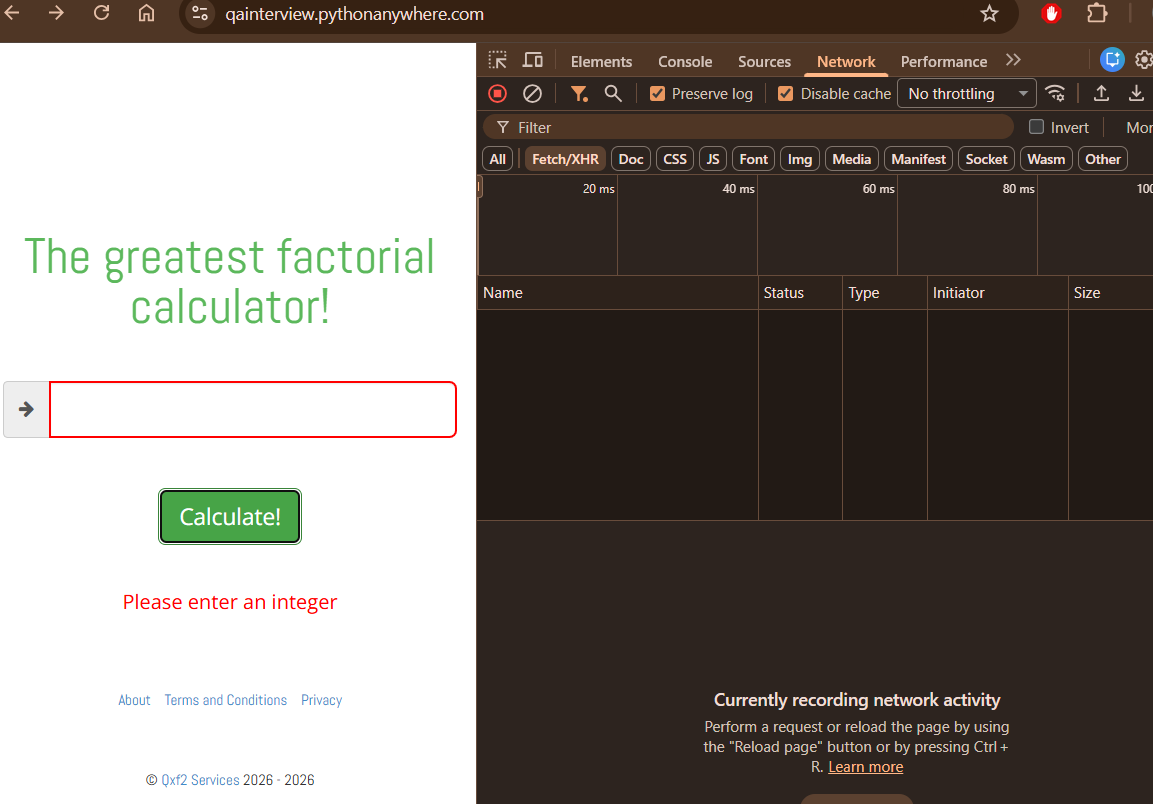 qainterview.pythonanywhere.com
Elements Console Sources Network Performance
Preserve log Disable cache No throttling
Filter Invert Mor
All Fetch/XHR Doc CSS JS Font Img Media Manifest Socket Wasm Other
20 ms 40 ms 60 ms 80 ms 100
Name Status Type Initiator Size
The greatest factorial
calculator!
Calculate!
Please enter an integer
About Terms and Conditions Privacy
© Qxf2 Services 2026 - 2026
Currently recording network activity
Perform a request or reload the page by using
the "Reload page" button or by pressing Ctrl +
R. Learn more